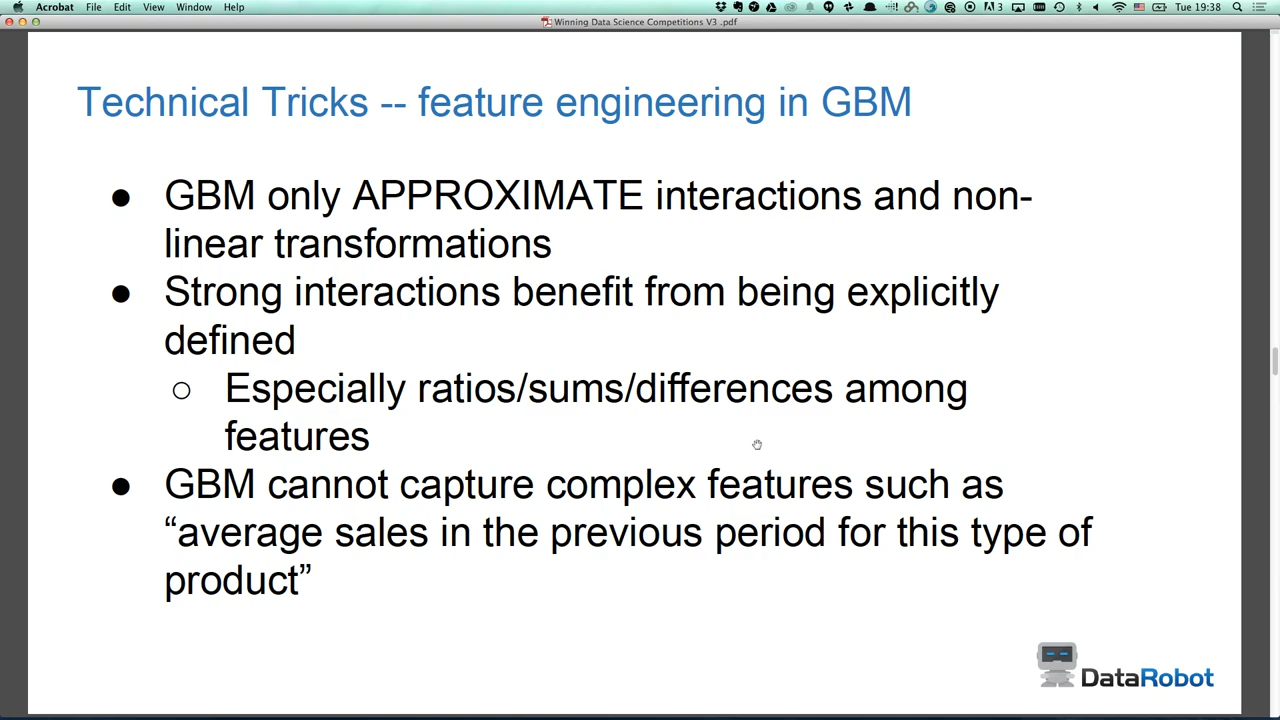 Acrobat File Edit View Window Help
3 Tue 19:38
Winning Data Science Competitions V3 .pdf
Technical Tricks -- feature engineering in GBM
● GBM only APPROXIMATE interactions and non-
linear transformations
● Strong interactions benefit from being explicitly
defined
○ Especially ratios/sums/differences among
features
● GBM cannot capture complex features such as
“average sales in the previous period for this type of
product”
DataRobot